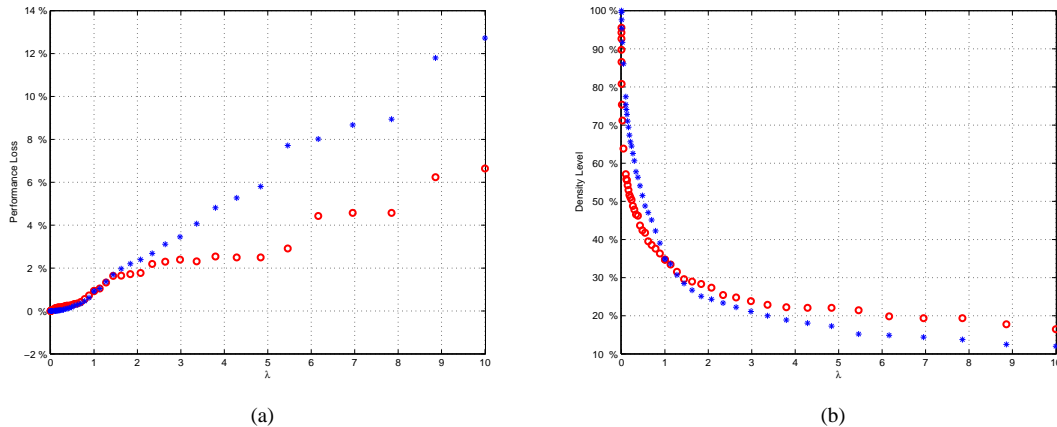 14 %
12 %
10 %
8 %
6 %
4 %
2 %
0 %
−2 %
Performance Loss
0 1 2 3 4 5 6 7 8 9 10
λ
(a)
100 %
90 %
80 %
70 %
60 %
50 %
40 %
30 %
20 %
10 %
Density Level
0 1 2 3 4 5 6 7 8 9 10
λ
(b)